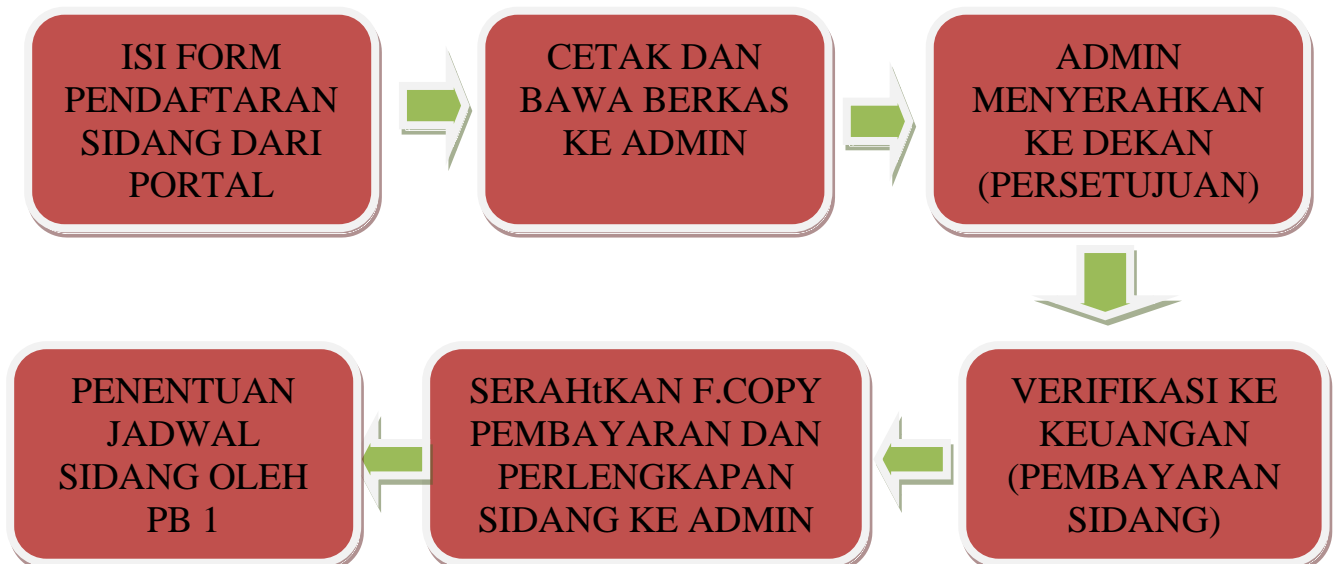 ISI FORM
PENDAFTARAN
SIDANG DARI
PORTAL
CETAK DAN
BAWA BERKAS
KE ADMIN
ADMIN
MENYERAHKAN
KE DEKAN
(PERSETUJUAN)
VERIFIKASI KE
KEUANGAN
(PEMBAYARAN
SIDANG)
SERAHtKAN F.COPY
PEMBAYARAN DAN
PERLENGKAPAN
SIDANG KE ADMIN
PENENTUAN
JADWAL
SIDANG OLEH
PB 1